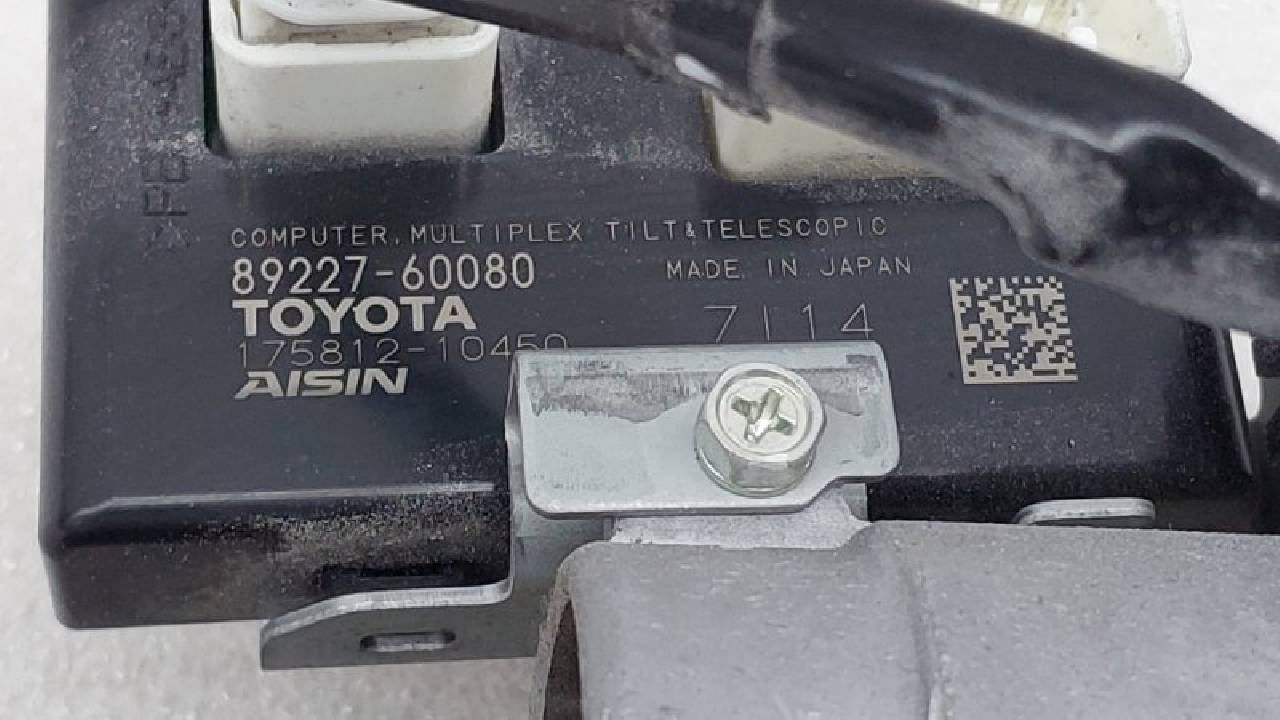 COMPUTER, MULTIPLEX TILT&TELESCOPIC
89227-60080
MADE IN JAPAN
TOYOTA
7114
175812-10450
AISIN